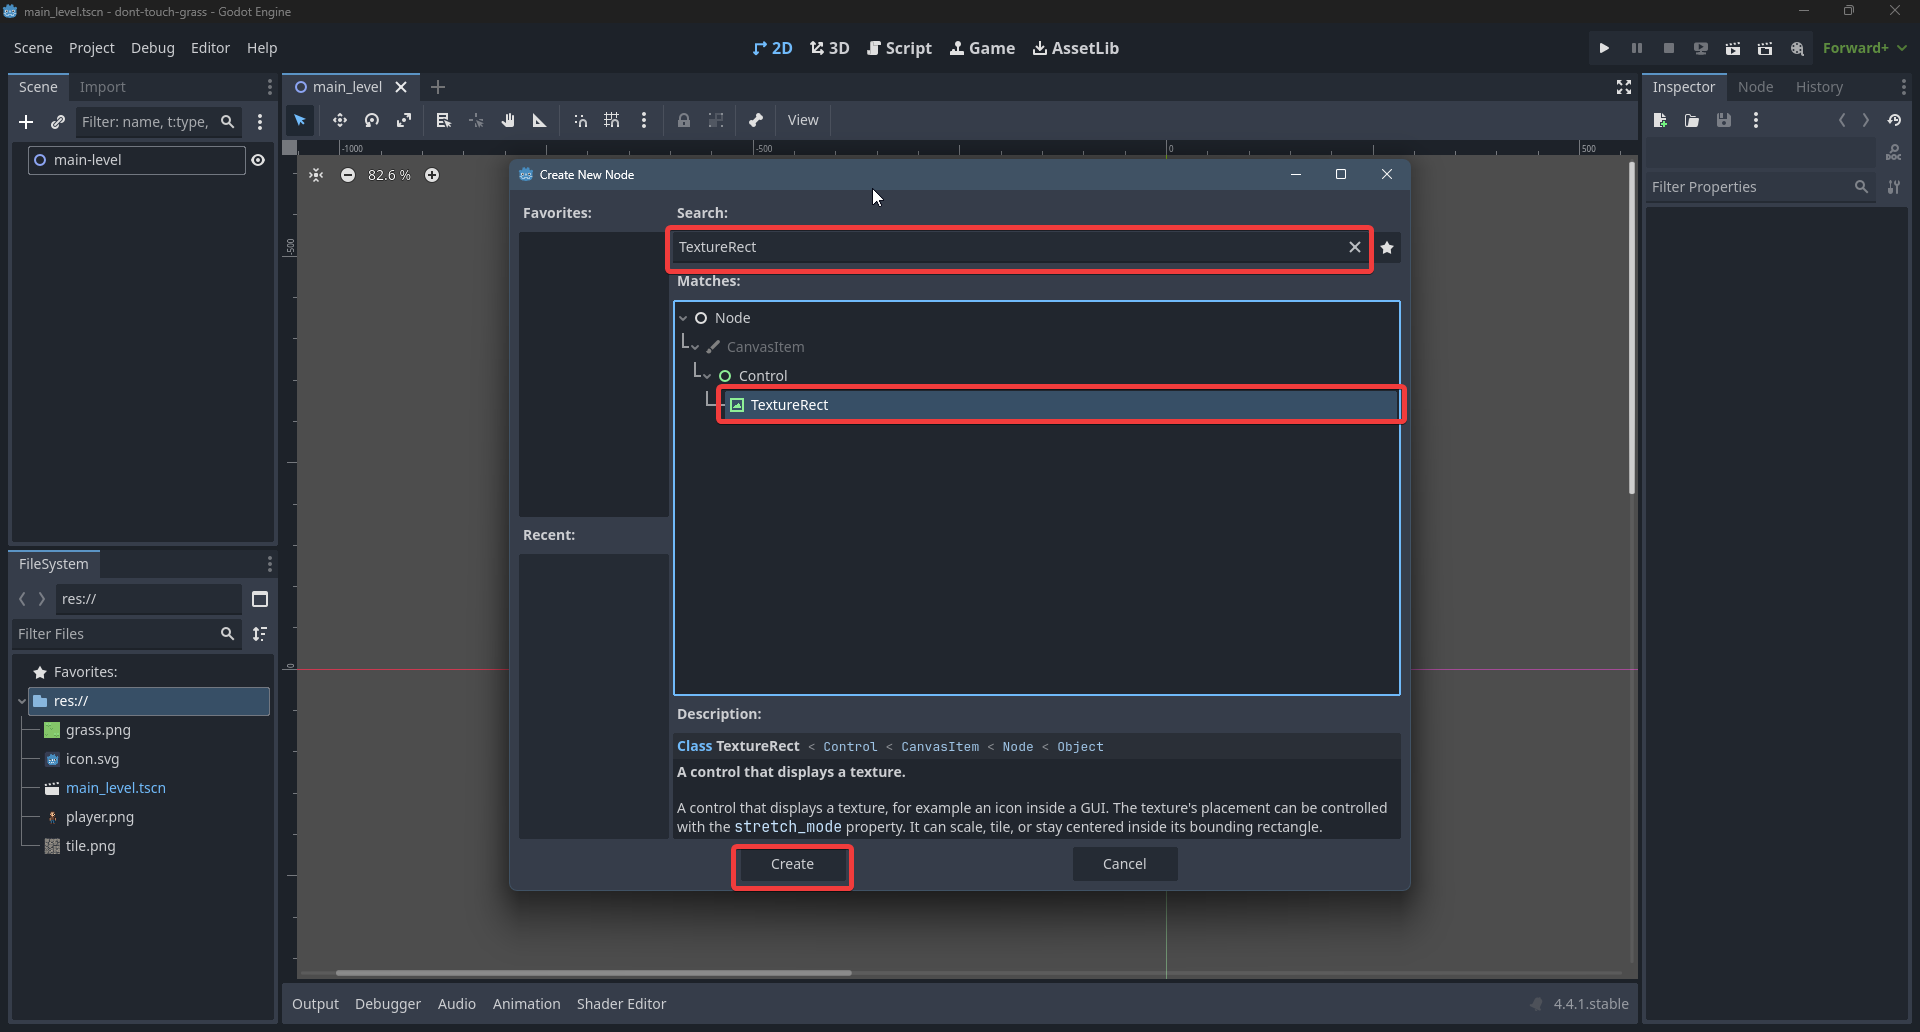 main_level.tscn - dont-touch-grass - Godot Engine
Scene Project Debug Editor Help
2D 3D Script Game AssetLib
Forward+
Scene Import
main_level
Inspector Node History
Filter: name, t:type,
View
-1000 -500 0 500
main-level
-500
82.6 %
Create New Node
DOC
Filter Properties
Favorites:
Search:
TextureRect
Matches:
Node
CanvasItem
Control
TextureRect
Recent:
FileSystem
res://
Filter Files
0
Favorites:
res://
grass.png
icon.svg
main_level.tscn
player.png
tile.png
Description:
Class TextureRect < Control < CanvasItem < Node < Object
A control that displays a texture.
A control that displays a texture, for example an icon inside a GUI. The texture's placement can be controlled
with the stretch_mode property. It can scale, tile, or stay centered inside its bounding rectangle.
Create Cancel
Output Debugger Audio Animation Shader Editor
4.4.1.stable